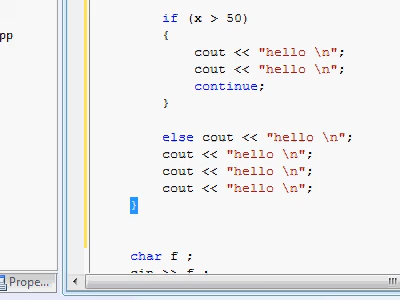 if (x > 50)
pp
{
cout << "hello \n";
cout << "hello \n";
continue;
}
else cout << "hello \n";
cout << "hello \n";
cout << "hello \n";
cout << "hello \n";
}
char f ;
cin >> f ;
Prope...